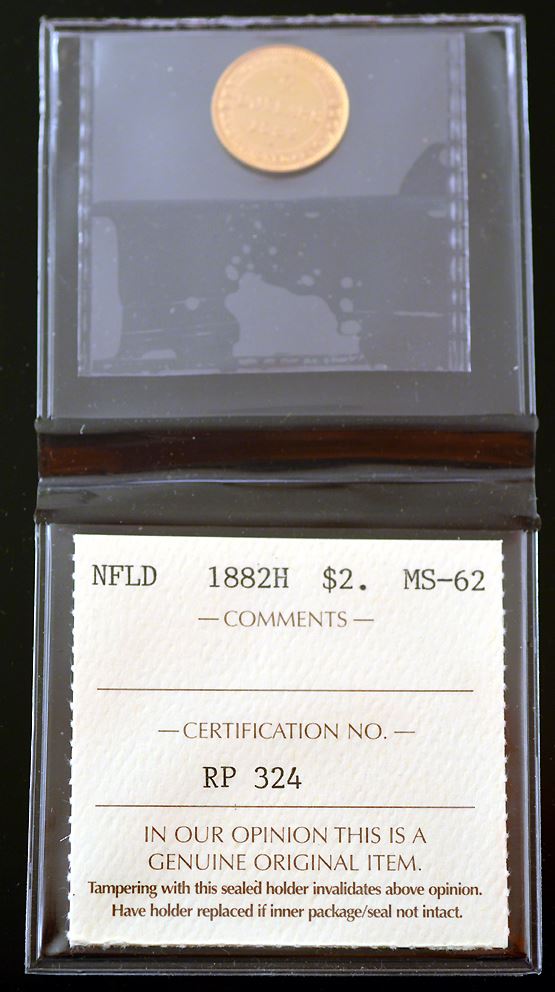 NFLD 1882H $2. MS-62
— COMMENTS —
— CERTIFICATION NO. —
RP 324
IN OUR OPINION THIS IS A
GENUINE ORIGINAL ITEM.
Tampering with this sealed holder invalidates above opinion.
Have holder replaced if inner package/seal not intact.